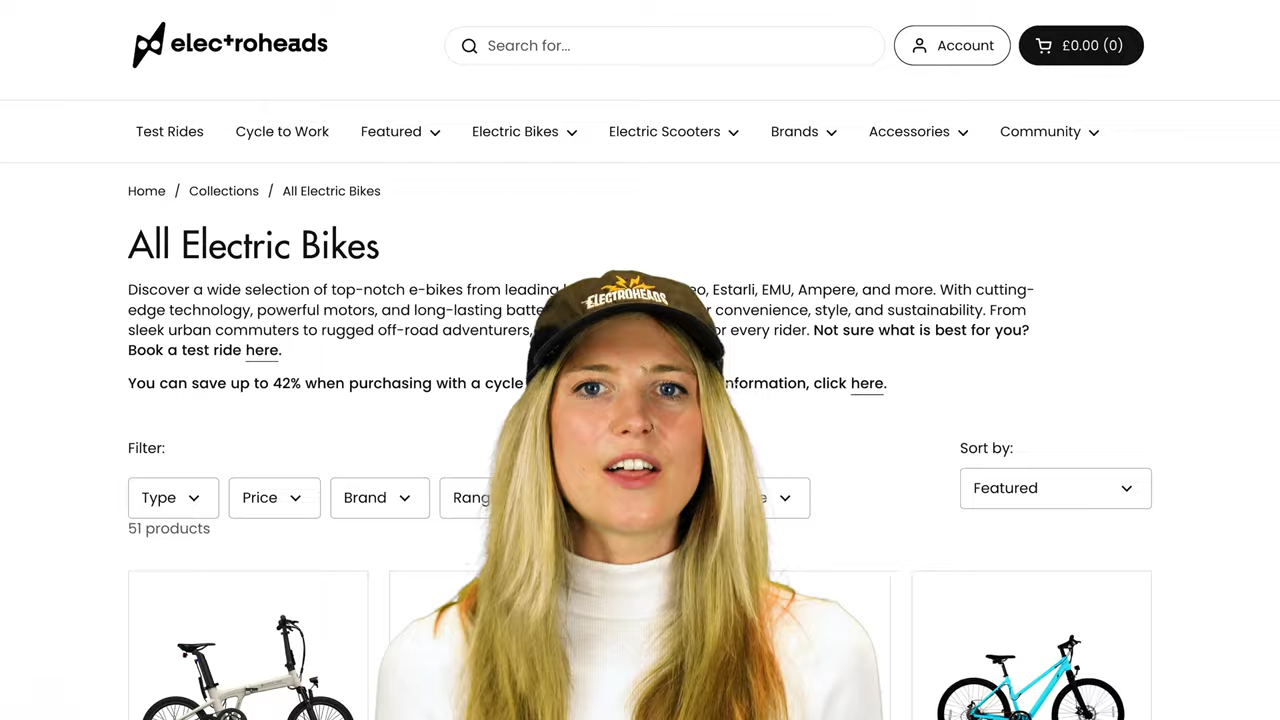 electroheads
Search for...
Account
£0.00 (0)
Test Rides
Cycle to Work
Featured
Electric Bikes
Electric Scooters
Brands
Accessories
Community
Home / Collections / All Electric Bikes
All Electric Bikes
Discover a wide selection of top-notch e-bikes from leading eo, Estarli, EMU, Ampere, and more. With cutting-
edge technology, powerful motors, and long-lasting batte r convenience, style, and sustainability. From
sleek urban commuters to rugged off-road adventurers, or every rider. Not sure what is best for you?
Book a test ride here.
You can save up to 42% when purchasing with a cycle nformation, click here.
ELECTROHEADS
Filter:
Sort by:
Type
Price
Brand
Rang
Featured
51 products